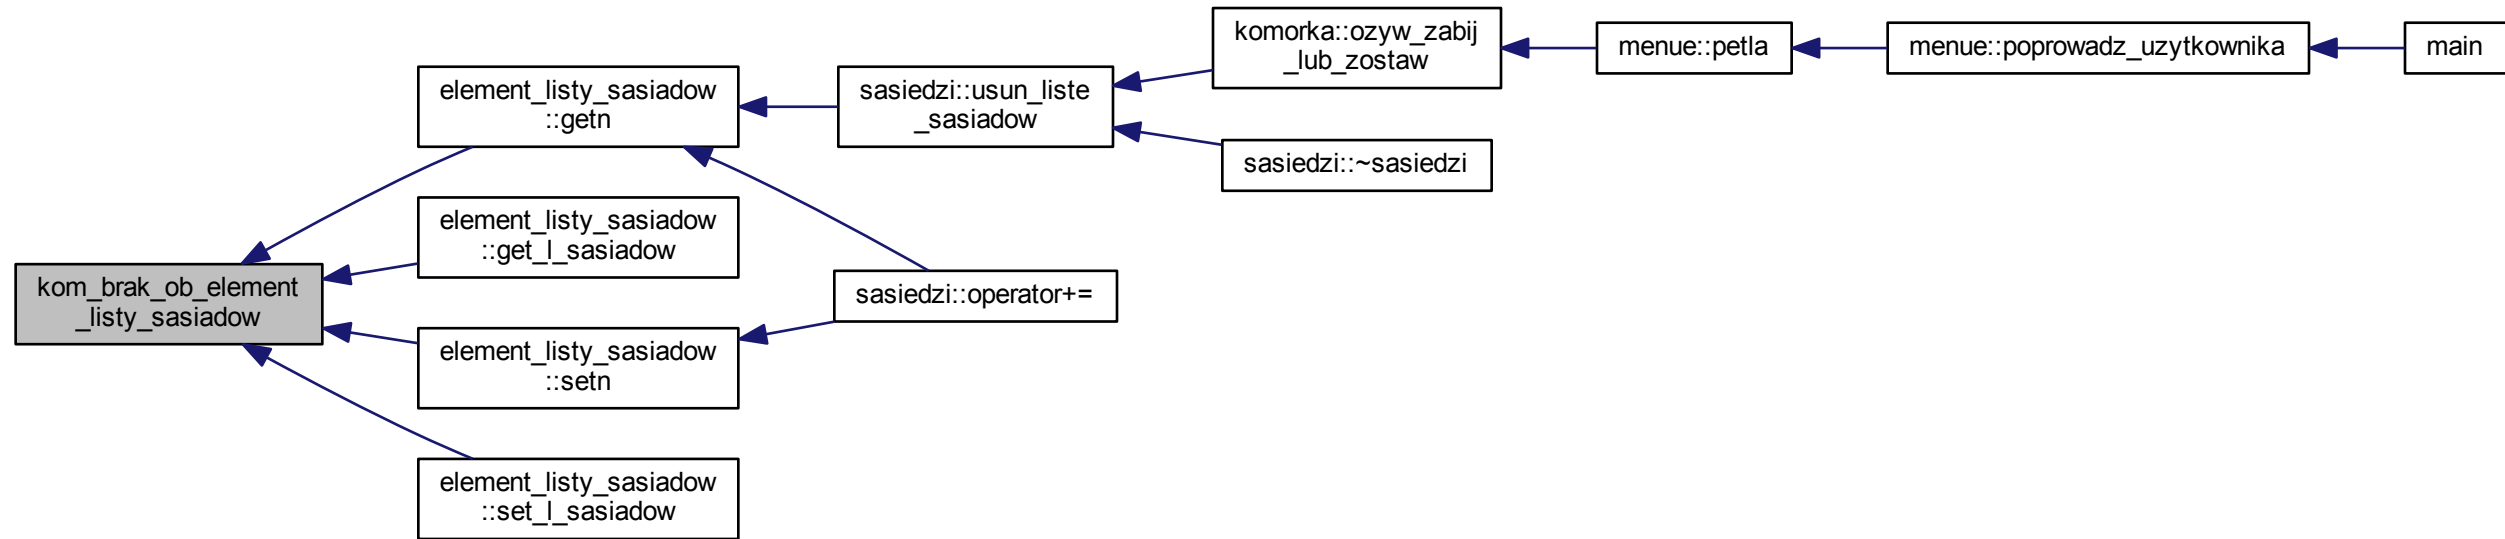 kom_brak_ob_element
_listy_sasiadow
element_listy_sasiadow
::getn
element_listy_sasiadow
::get_l_sasiadow
element_listy_sasiadow
::setn
element_listy_sasiadow
::set_l_sasiadow
sasiedzi::usun_liste
_sasiadow
sasiedzi::operator+=
komorka::ozyw_zabij
_lub_zostaw
sasiedzi::~sasiedzi
menue::petla
menue::poprowadz_uzytkownika
main